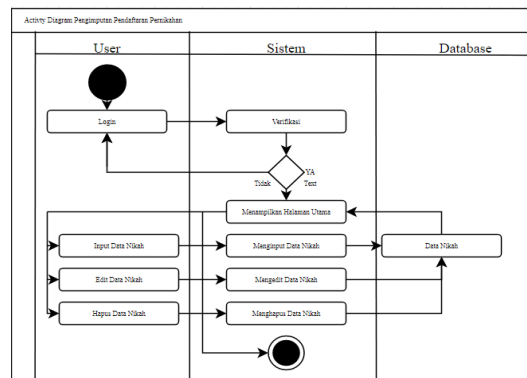 Activty Diagram Pengimputan Pendaftaran Pernikahan
User
Sistem
Database
Login
Verifikasi
Tidak
YA
Text
Menampilkan Halaman Utama
Input Data Nikah
Menginput Data Nikah
Data Nikah
Edit Data Nikah
Mengedit Data Nikah
Hapus Data Nikah
Menghapus Data Nikah